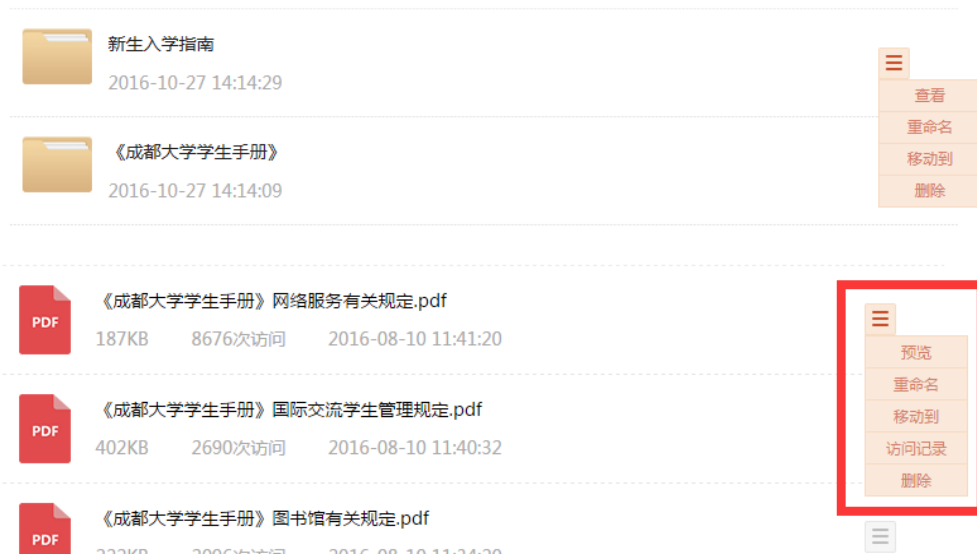 新生入学指南
2016-10-27 14:14:29
查看
重命名
移动到
删除
《成都大学学生手册》
2016-10-27 14:14:09
PDF
《成都大学学生手册》网络服务有关规定.pdf
187KB 8676次访问 2016-08-10 11:41:20
预览
重命名
移动到
访问记录
删除
PDF
《成都大学学生手册》国际交流学生管理规定.pdf
402KB 2690次访问 2016-08-10 11:40:32
PDF
《成都大学学生手册》图书馆有关规定.pdf